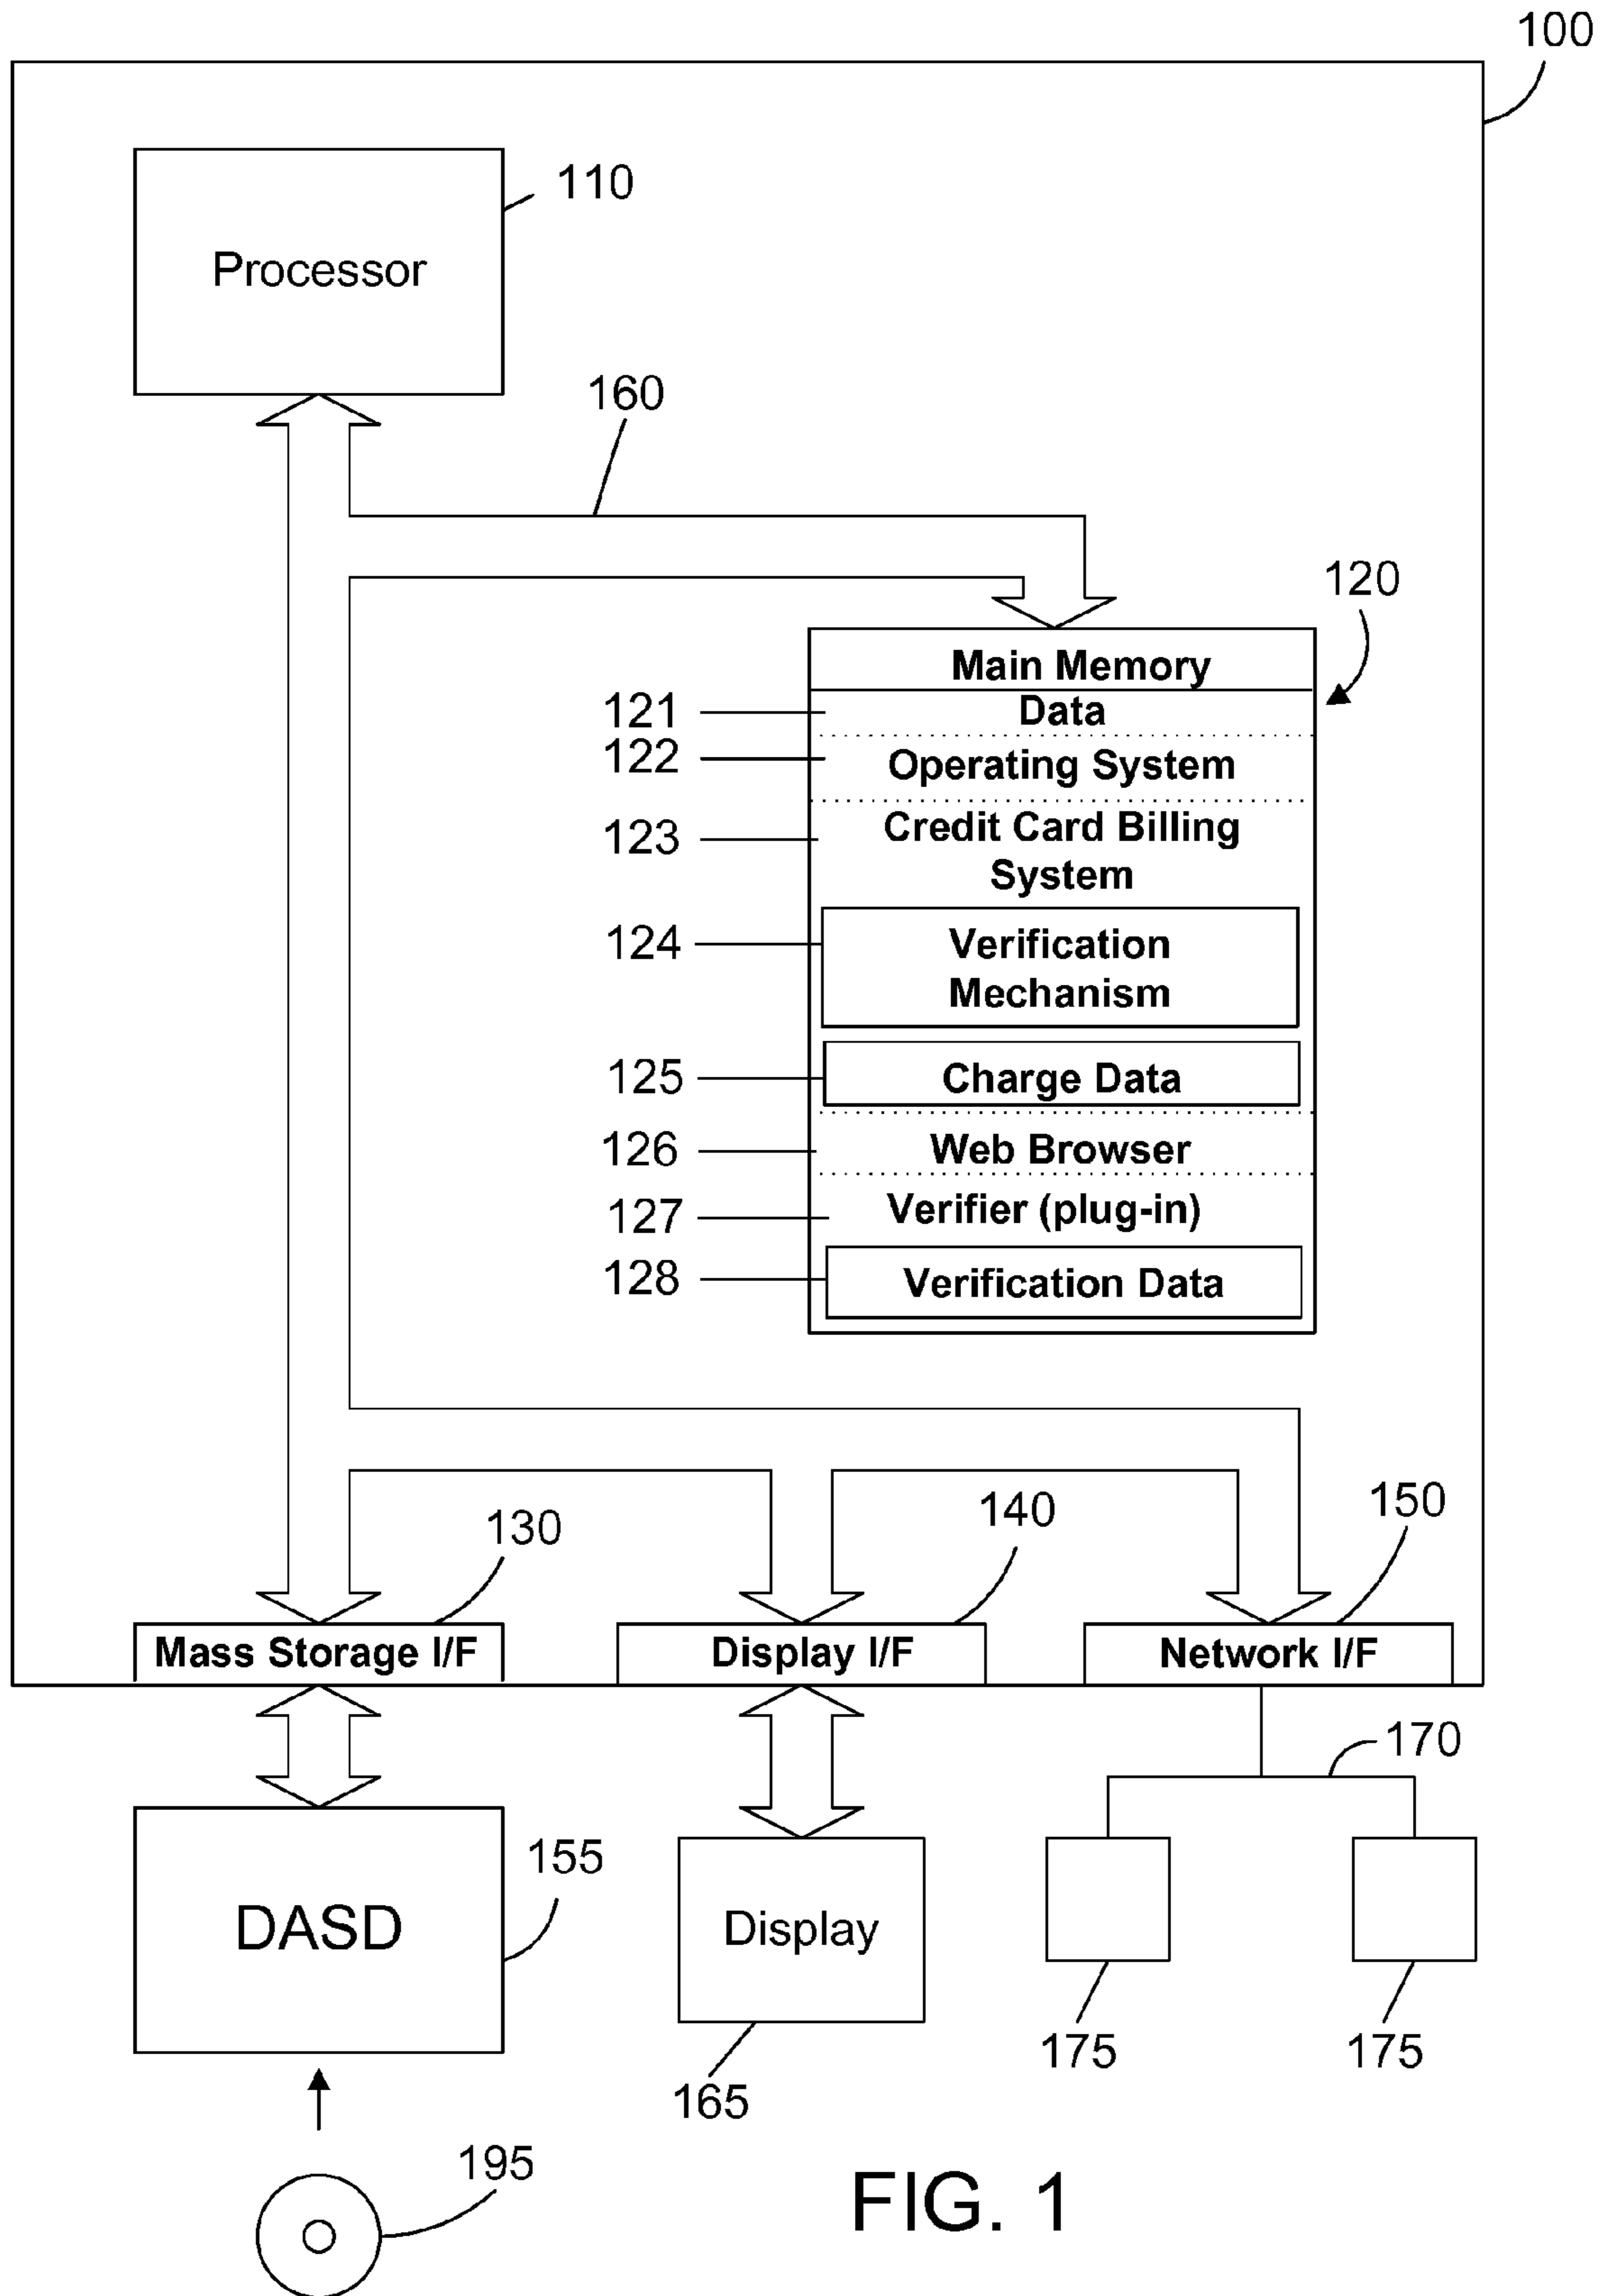 100
110
Processor
160
120
Main Memory
121
Data
122
Operating System
123
Credit Card Billing
System
124
Verification
Mechanism
125
Charge Data
126
Web Browser
127
Verifier (plug-in)
128
Verification Data
130
140
150
Mass Storage I/F
Display I/F
Network I/F
170
155
DASD
Display
175
175
165
195
FIG. 1